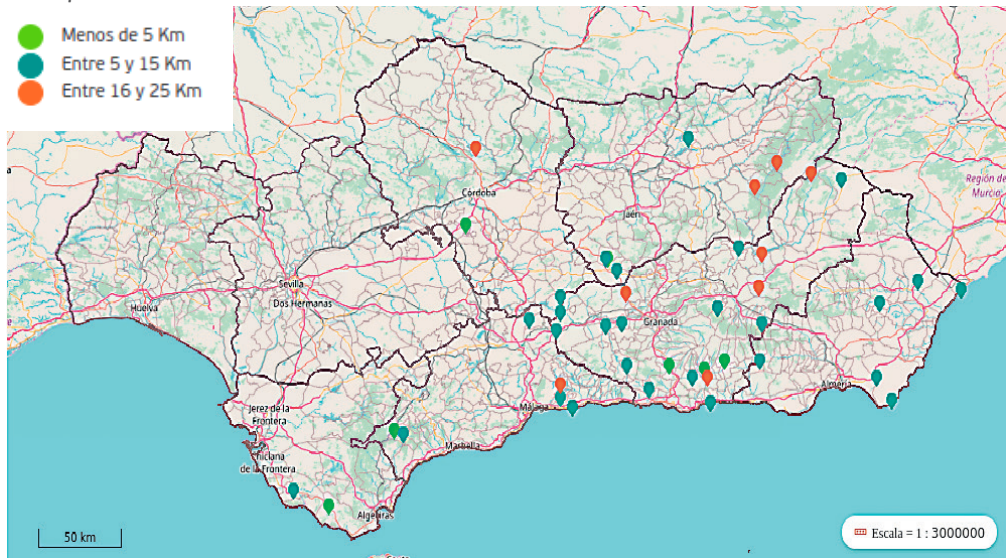 Menos de 5 Km
Entre 5 y 15 Km
Entre 16 y 25 Km
Córdoba
Región de
Murcia
Jaén
Sevilla
Dos Hermanas
Huelva
Granada
Almería
Jerez de la
Frontera
Málaga
Chiclana
de la Frontera
Marbella
Algeciras
50 km
Escala = 1 : 3000000